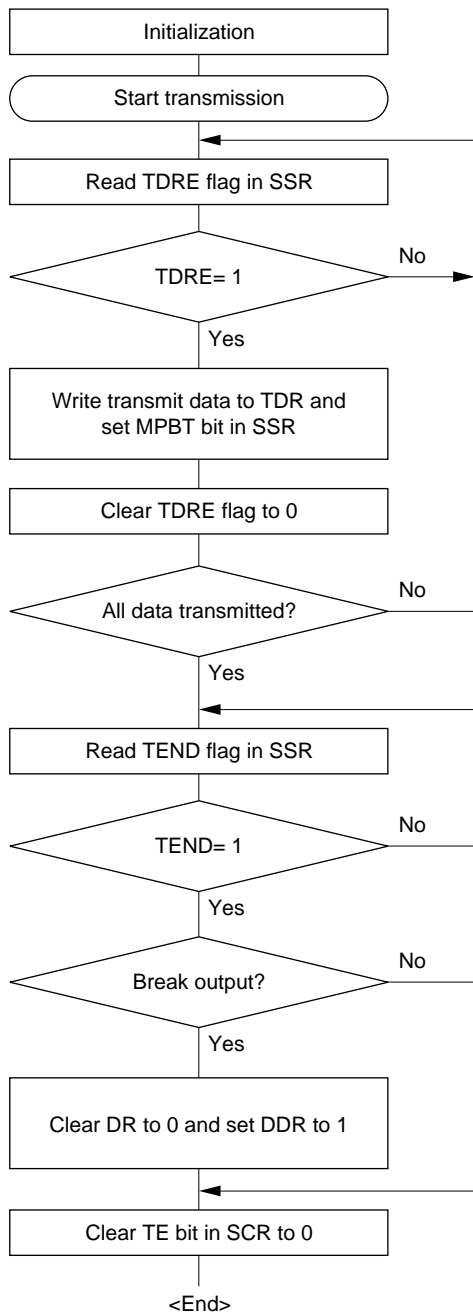 Initialization
Start transmission
Read TDRE flag in SSR
No
TDRE= 1
Yes
Write transmit data to TDR and
set MPBT bit in SSR
Clear TDRE flag to 0
No
All data transmitted?
Yes
Read TEND flag in SSR
No
TEND= 1
Yes
No
Break output?
Yes
Clear DR to 0 and set DDR to 1
Clear TE bit in SCR to 0
<End>